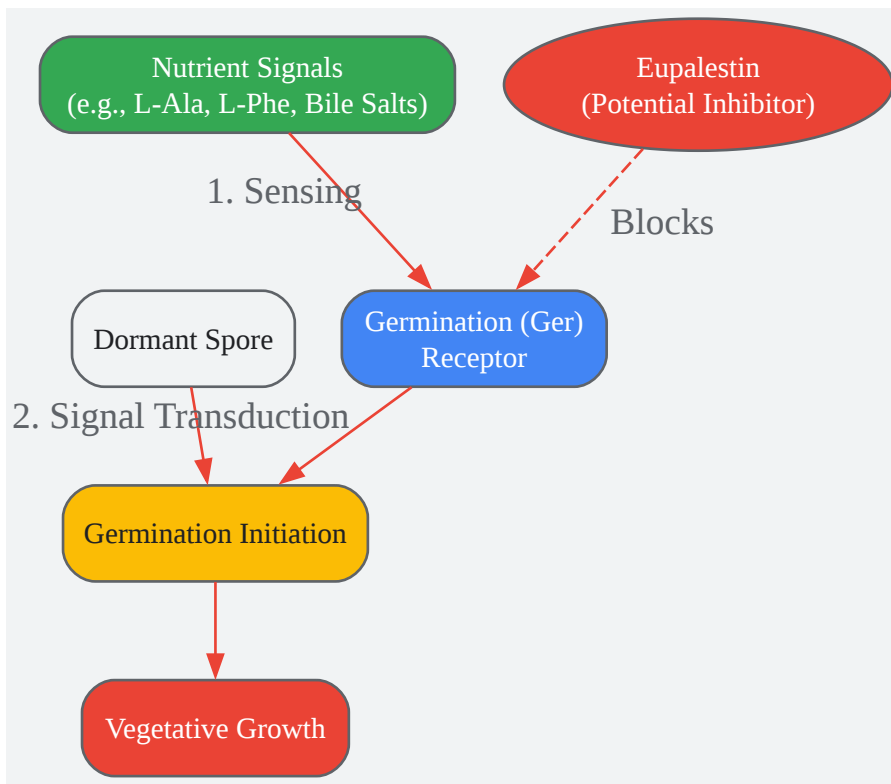 Nutrient Signals
(e.g., L-Ala, L-Phe, Bile Salts)
Eupalestin
(Potential Inhibitor)
1. Sensing
Blocks
Dormant Spore
Germination (Ger)
Receptor
2. Signal Transduction
Germination Initiation
Vegetative Growth